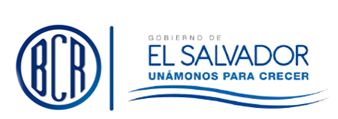 BCR
GOBIERNO DE
EL SALVADOR
UNÁMONOS PARA CRECER